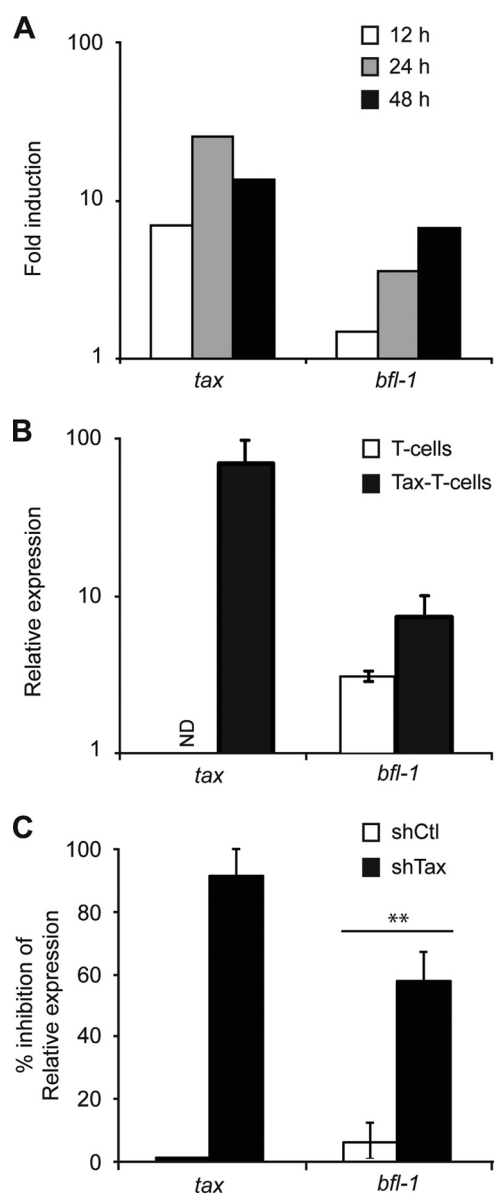 A
100
12 h
24 h
48 h
Fold induction
10
1
tax bfl-1
B
100
T-cells
Tax-T-cells
Relative expression
10
ND
1
tax bfl-1
C
shCtl
shTax
100
**
80
60
% inhibition of
Relative expression
40
20
0
tax bfl-1